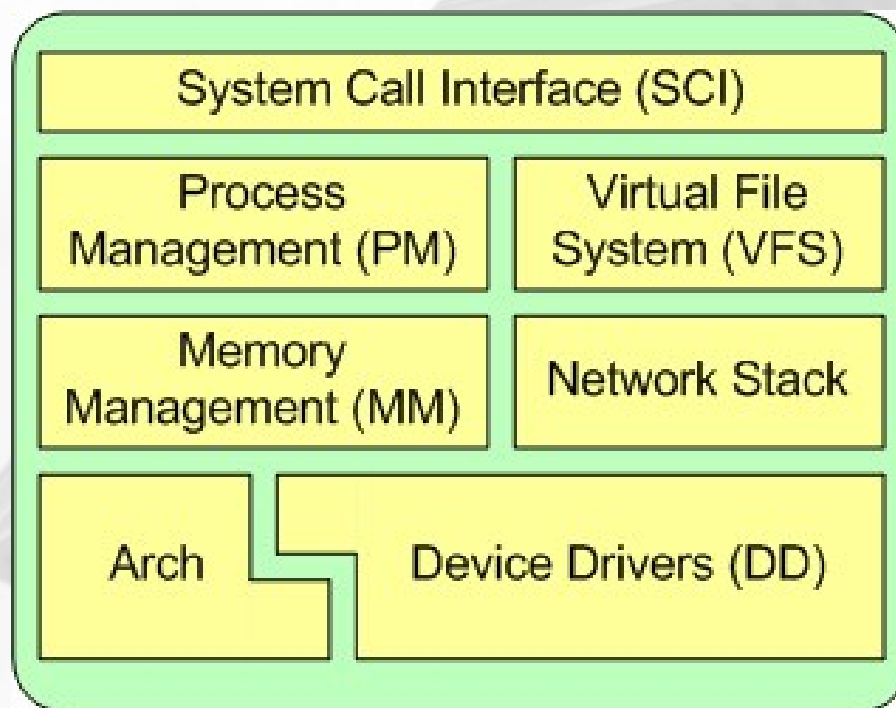 System Call Interface (SCI)
Process
Management (PM)
Virtual File
System (VFS)
Memory
Management (MM)
Network Stack
Arch
Device Drivers (DD)